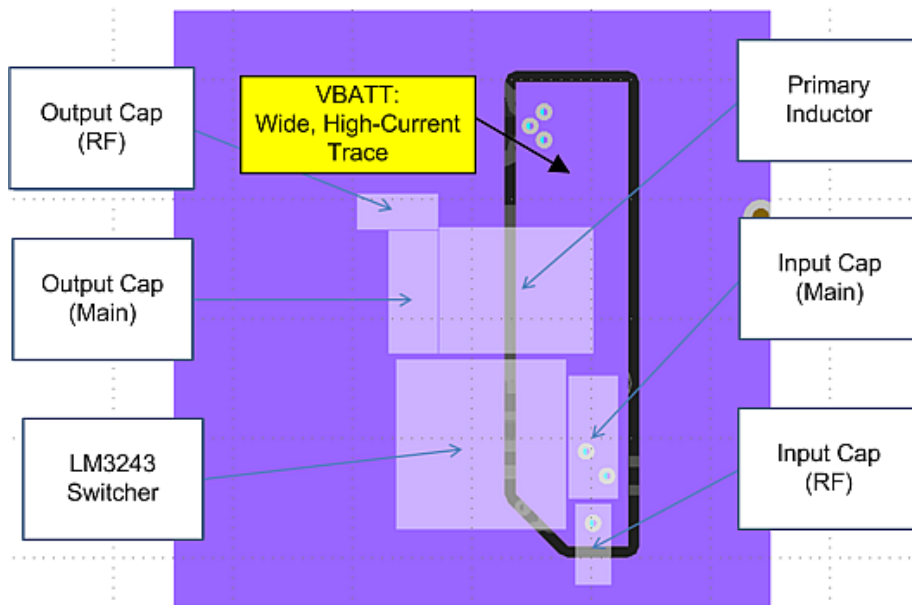 Output Cap
(RF)
VBATT:
Wide, High-Current
Trace
Primary
Inductor
Output Cap
(Main)
Input Cap
(Main)
LM3243
Switcher
Input Cap
(RF)